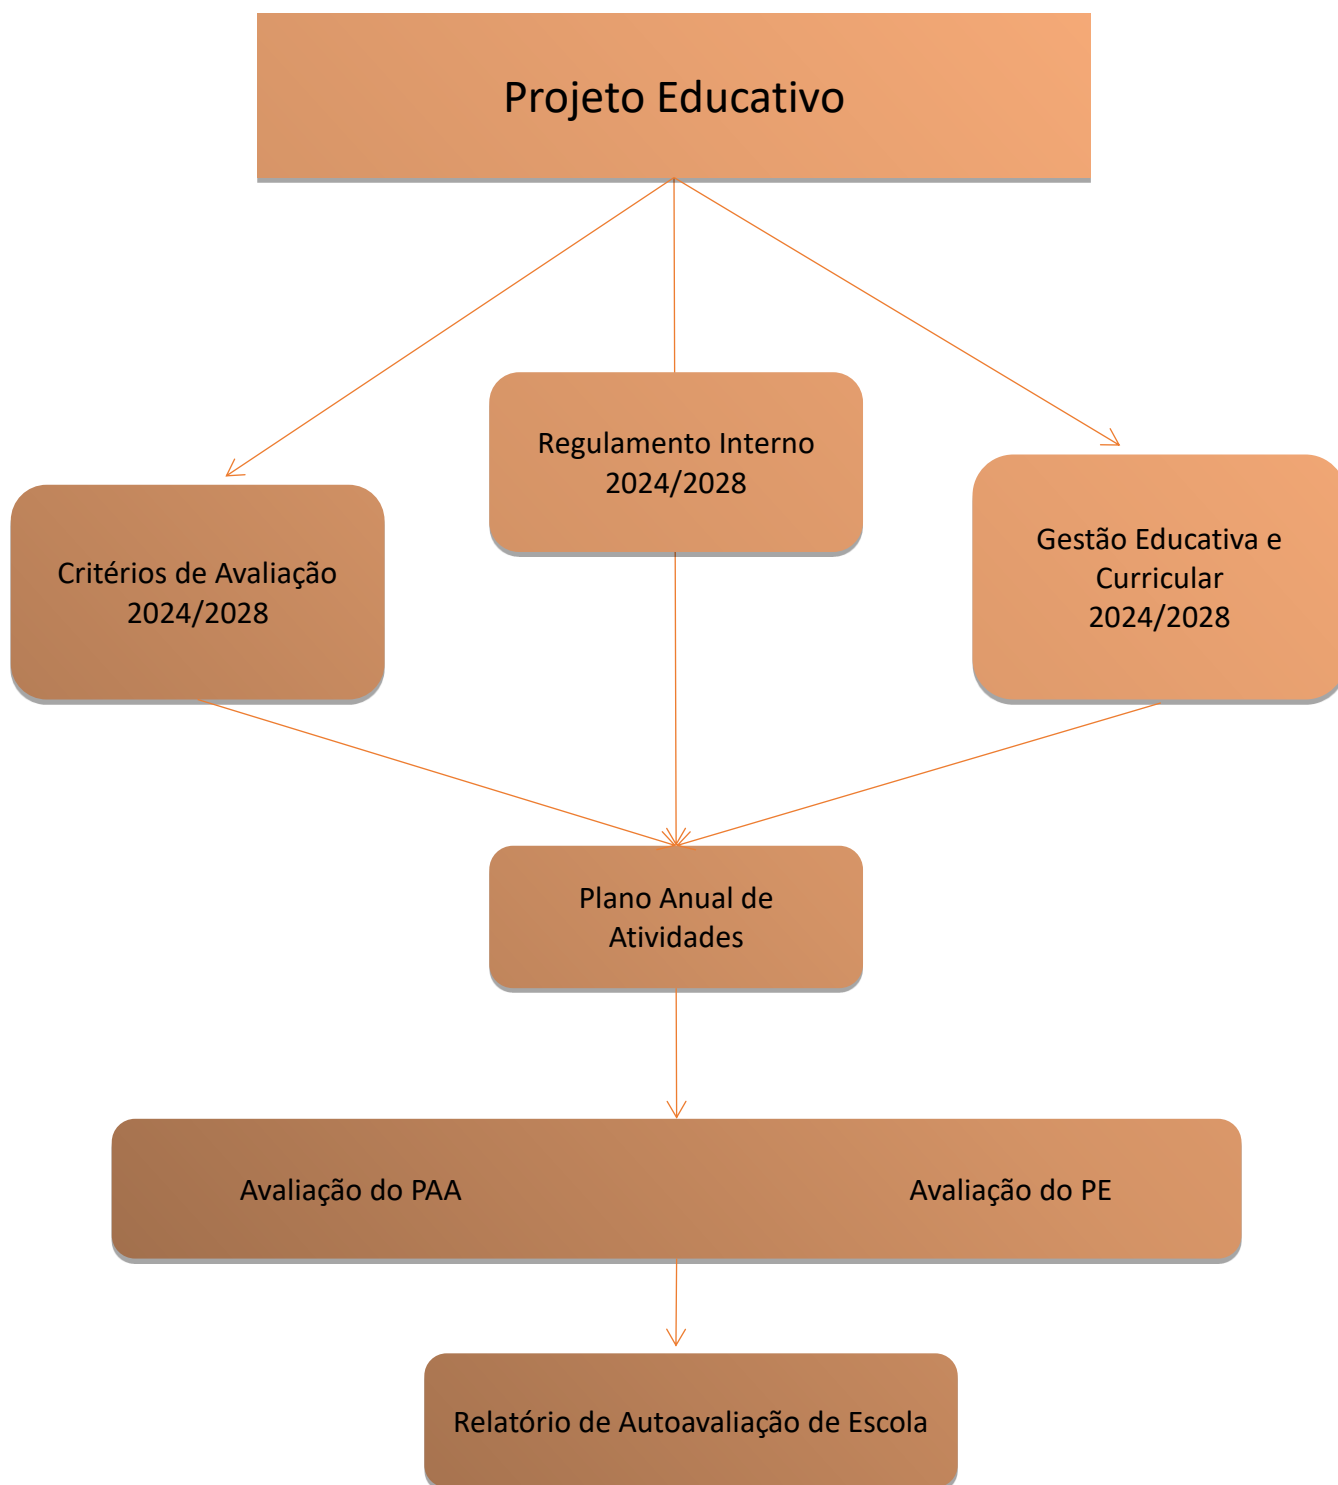 Projeto Educativo
Regulamento Interno
2024/2028
Critérios de Avaliação
2024/2028
Gestão Educativa e
Curricular
2024/2028
Plano Anual de
Atividades
Avaliação do PAA
Avaliação do PE
Relatório de Autoavaliação de Escola